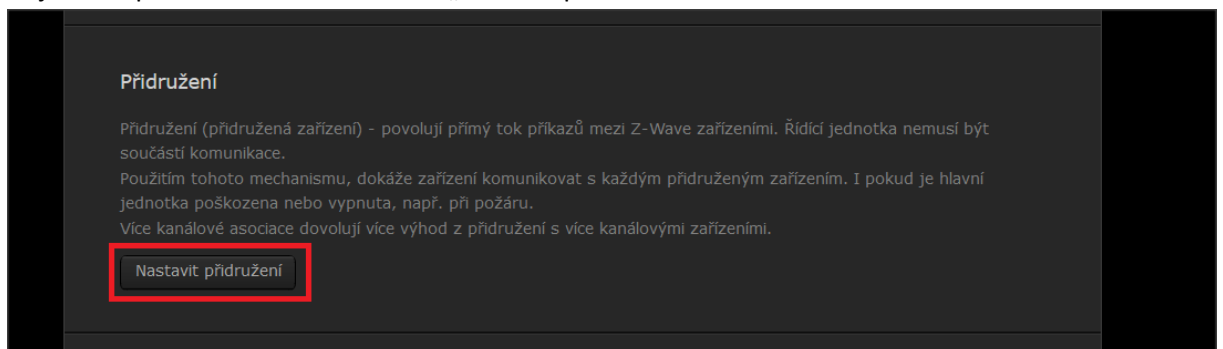 Přidružení
Přidružení (přidružená zařízení) - povolují přímý tok příkazů mezi Z-Wave zařízeními. Řídící jednotka nemusí být
součástí komunikace.
Použitím tohoto mechanismu, dokáže zařízení komunikovat s každým přidruženým zařízením. I pokud je hlavní
jednotka poškozena nebo vypnuta, např. při požáru.
Více kanálové asociace dovolují více výhod z přidružení s více kanálovými zařízeními.
Nastavit přidružení